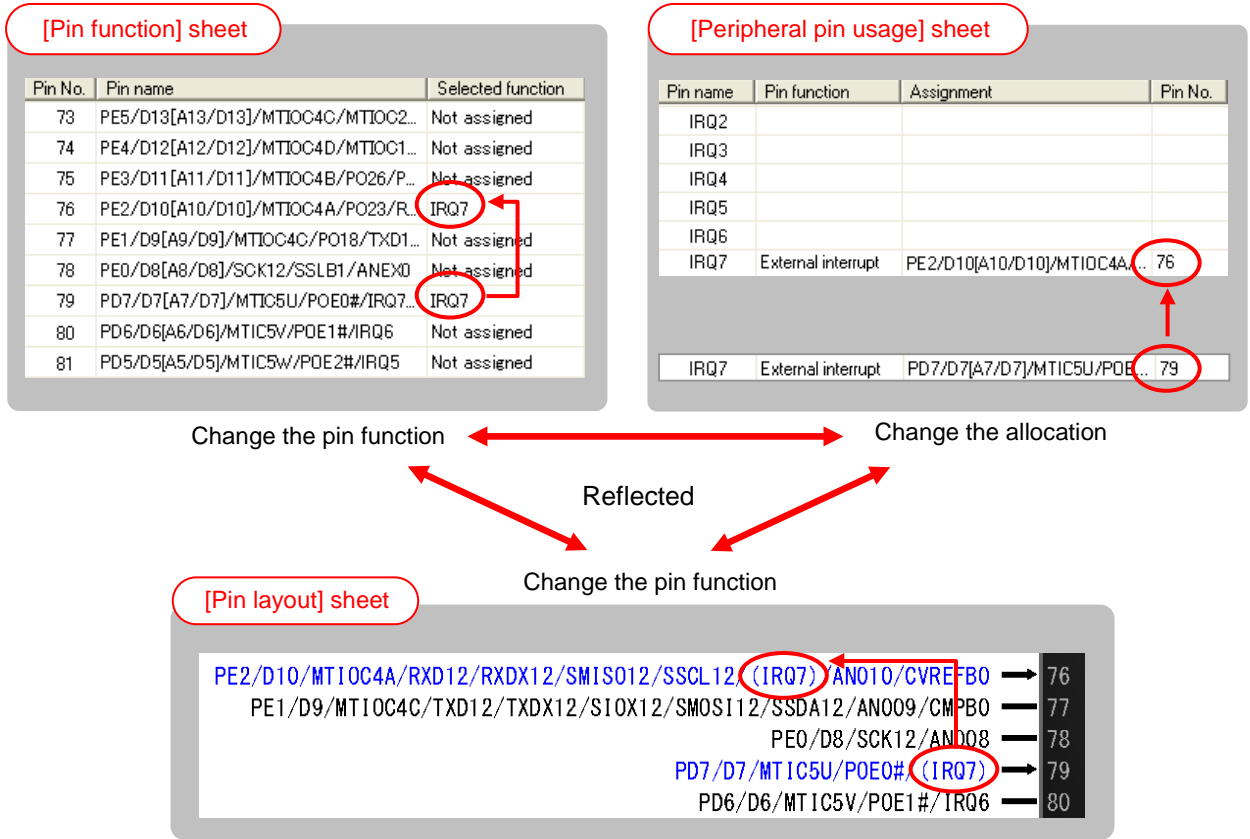 [Pin function] sheet
Pin No. Pin name Selected function
73 PE5/D13[A13/D13]/MTIOC4C/MTIOC2... Not assigned
74 PE4/D12[A12/D12]/MTIOC4D/MTIOC1... Not assigned
75 PE3/D11[A11/D11]/MTIOC4B/PO26/P... Not assigned
76 PE2/D10[A10/D10]/MTIOC4A/PO23/R... IRQ7
77 PE1/D9[A9/D9]/MTIOC4C/PO18/TXD1... Not assigned
78 PE0/D8[A8/D8]/SCK12/SSLB1/ANEX0 Not assigned
79 PD7/D7[A7/D7]/MTIC5U/POE0#/IRQ7... IRQ7
80 PD6/D6[A6/D6]/MTIC5V/POE1#/IRQ6 Not assigned
81 PD5/D5[A5/D5]/MTIC5W/POE2#/IRQ5 Not assigned
[Peripheral pin usage] sheet
Pin name Pin function Assignment Pin No.
IRQ2
IRQ3
IRQ4
IRQ5
IRQ6
IRQ7 External interrupt PE2/D10[A10/D10]/MTIOC4A/... 76
IRQ7 External interrupt PD7/D7[A7/D7]/MTIC5U/POE... 79
Change the pin function
Change the allocation
Reflected
Change the pin function
[Pin layout] sheet
PE2/D10/MTIOC4A/RXD12/RXDX12/SMISO12/SSCL12/(IRQ7)/AN010/CVREFB0 76
PE1/D9/MTIOC4C/TXD12/TXDX12/SIOX12/SMOSI12/SSDA12/AN009/CMPB0 77
PE0/D8/SCK12/AN008 78
PD7/D7/MTIC5U/POE0#/(IRQ7) 79
PD6/D6/MTIC5V/POE1#/IRQ6 80